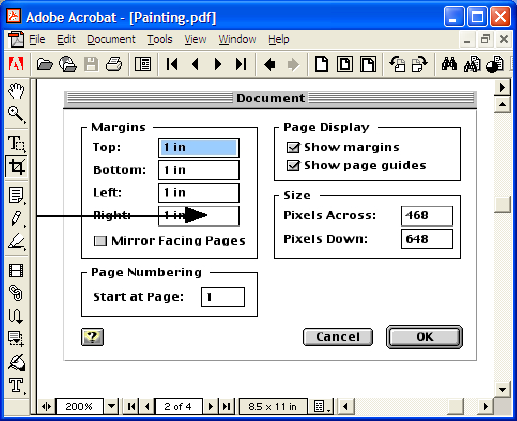 Adobe Acrobat - [Painting.pdf]
File Edit Document Tools View Window Help
Document
Margins
Top: 1 in
Bottom: 1 in
Left: 1 in
Right: 1 in
Mirror Facing Pages
Page Numbering
Start at Page: 1
Page Display
Show margins
Show page guides
Size
Pixels Across: 468
Pixels Down: 648
?
Cancel OK
200% 2 of 4 8.5 x 11 in